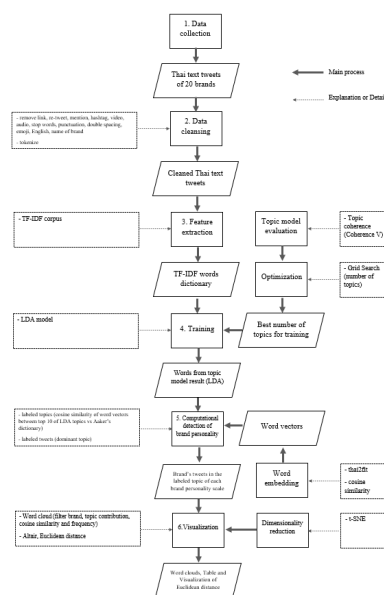 1. Data
collection
Thai text tweets
of 20 brands
Main process
Explanation or Detail
- remove link, re-tweet, mention, hashtag, video,
audio, stop words, punctuation, double spacing,
emoji, English, name of brand
- tokenize
2. Data
cleansing
Cleaned Thai text
tweets
- TF-IDF corpus
3. Feature
extraction
Topic model
evaluation
- Topic
coherence
(Coherence V)
TF-IDF words
dictionary
Optimization
- Grid Search
(number of
topics)
- LDA model
4. Training
Best number of
topics for training
Words from topic
model result (LDA)
- labeled topics (cosine similarity of word vectors
between top 10 of LDA topics vs Aaker's
dictionary)
- labeled tweets (dominant topic)
5. Computational
detection of
brand personality
Word vectors
Brand's tweets in the
labeled topic of each
brand personality scale
Word
embedding
- thai2fit
- cosine
similarity
- Word cloud (filter brand, topic contribution,
cosine similarity and frequency)
- Altair, Euclidean distance
6.Visualization
Dimensionality
reduction
- t-SNE
Word clouds, Table and
Visualization of
Euclidean distance